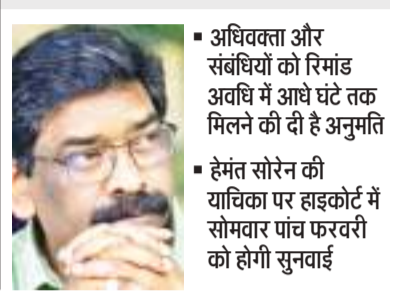 ▪ अधिवक्ता और
संबंधियों को रिमांड
अवधि में आधे घंटे तक
मिलने की दी है अनुमति
▪ हेमंत सोरेन की
याचिका पर हाइकोर्ट में
सोमवार पांच फरवरी
को होगी सुनवाई